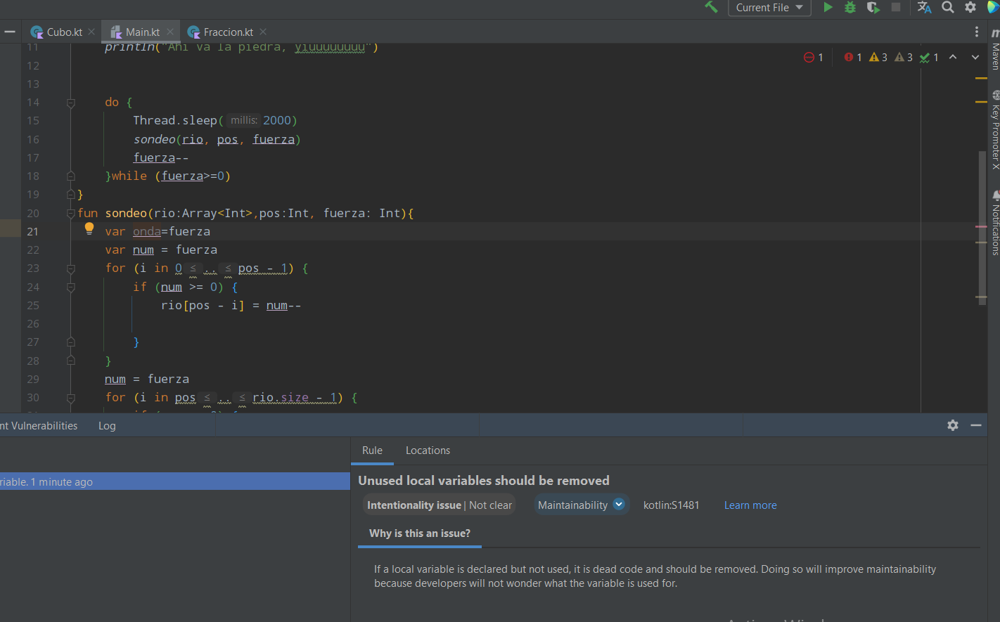 Current File
Cubo.kt
Main.kt
Fraccion.kt
11 println("Ahí va la piedra, yiuuuuuuuu")
1 1 3 3 1
12
13
14 do {
15 Thread.sleep( millis: 2000)
16 sondeo(rio, pos, fuerza)
17 fuerza--
18 }while (fuerza>=0)
19 }
20 fun sondeo(rio:Array<Int>,pos:Int, fuerza: Int){
21 var onda=fuerza
22 var num = fuerza
23 for (i in 0 ≤ .. ≤ pos - 1) {
24 if (num >= 0) {
25 rio[pos - i] = num--
26
27 }
28 }
29 num = fuerza
30 for (i in pos ≤ .. ≤ rio.size - 1) {
m
Maven
Key Promoter X
Notifications
nt Vulnerabilities
Log
riable. 1 minute ago
Rule
Locations
Unused local variables should be removed
Intentionality issue | Not clear
Maintainability
kotlin:S1481
Learn more
Why is this an issue?
If a local variable is declared but not used, it is dead code and should be removed. Doing so will improve maintainability
because developers will not wonder what the variable is used for.